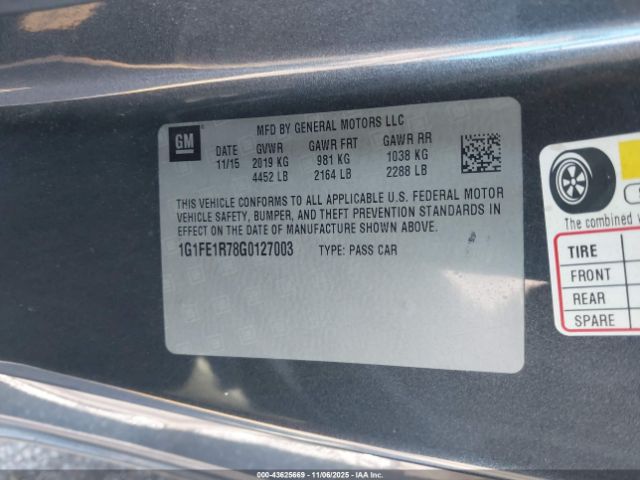 MFD BY GENERAL MOTORS LLC
GM
DATE GVWR GAWR FRT GAWR RR
11/15 2019 KG 981 KG 1038 KG
4452 LB 2164 LB 2288 LB
THIS VEHICLE CONFORMS TO ALL APPLICABLE U.S. FEDERAL MOTOR
VEHICLE SAFETY, BUMPER, AND THEFT PREVENTION STANDARDS IN
EFFECT ON THE DATE OF MANUFACTURE SHOWN ABOVE.
1G1FE1R78G0127003 TYPE: PASS CAR
The combined
TIRE
FRONT
REAR
SPARE
000-43625669 - 11/06/2025 - IAAI.COM